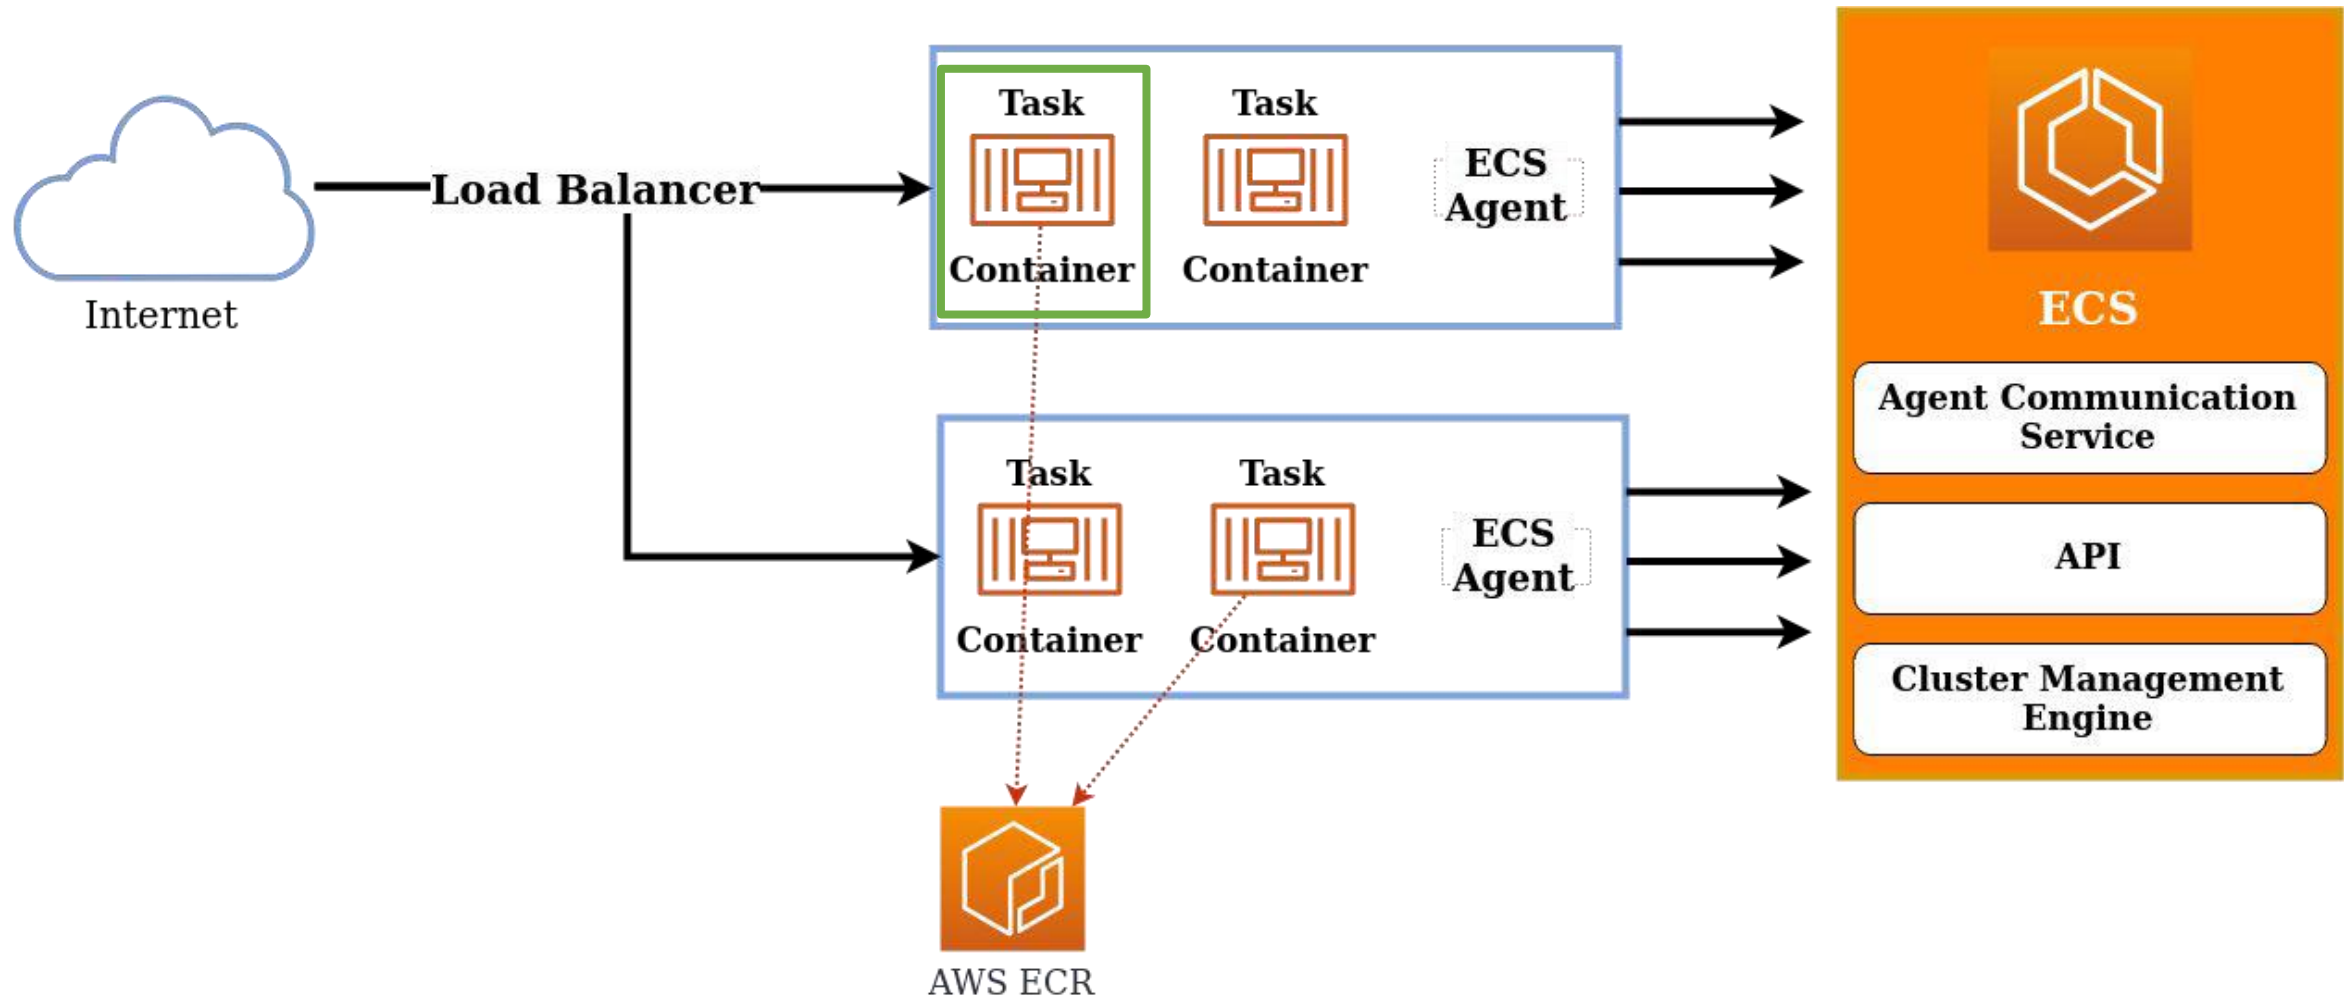 Internet
Load Balancer
Task
Container
Task
Container
ECS
Agent
Task
Container
Task
Container
ECS
Agent
AWS ECR
ECS
Agent Communication
Service
API
Cluster Management
Engine